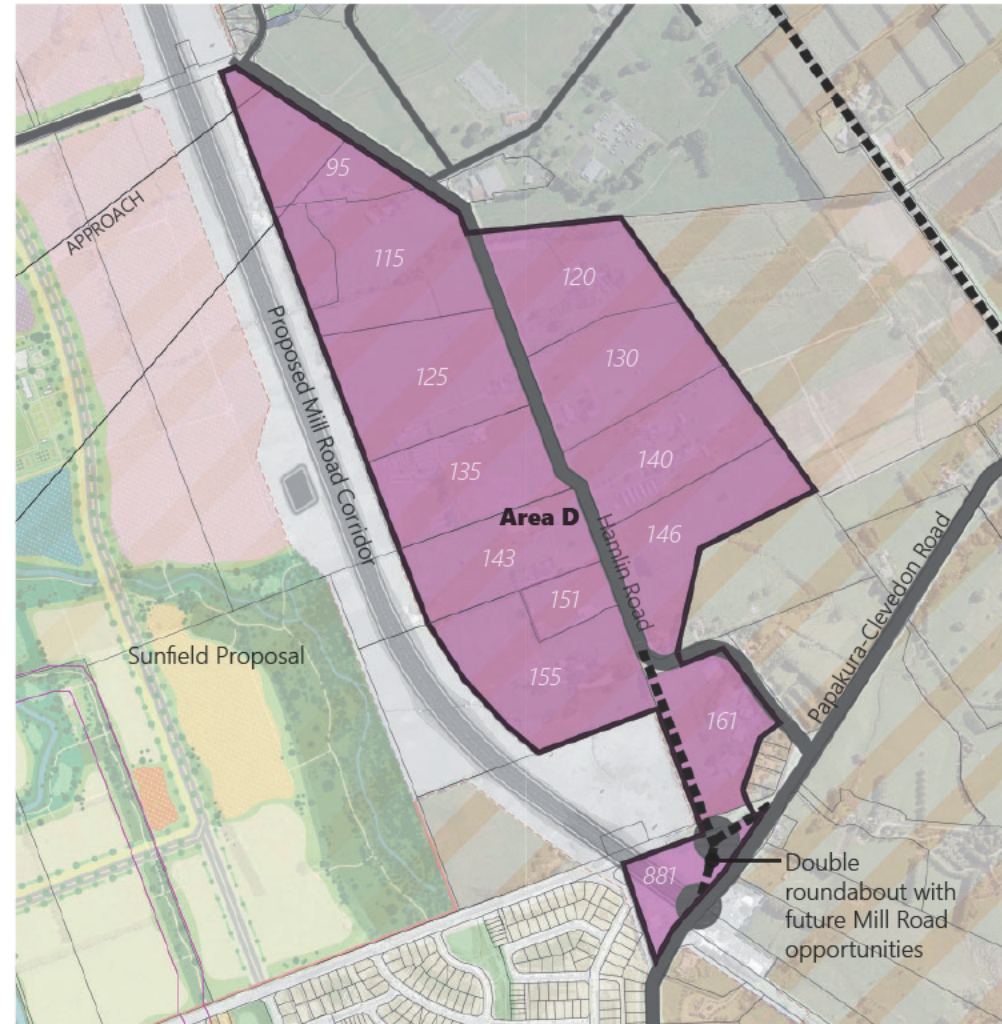 95
APPROACH
115
120
Proposed Mill Road Corridor
130
125
140
135
Area D
Hamlin Road
146
143
151
Papakura-Clevedon Road
Sunfield Proposal
155
161
881
Double
roundabout with
future Mill Road
opportunities